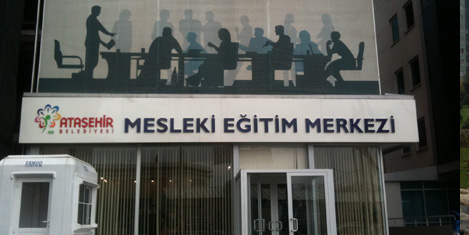 ATAŞEHİR
BELEDİYESİ
MESLEKİ EĞİTİM MERKEZİ